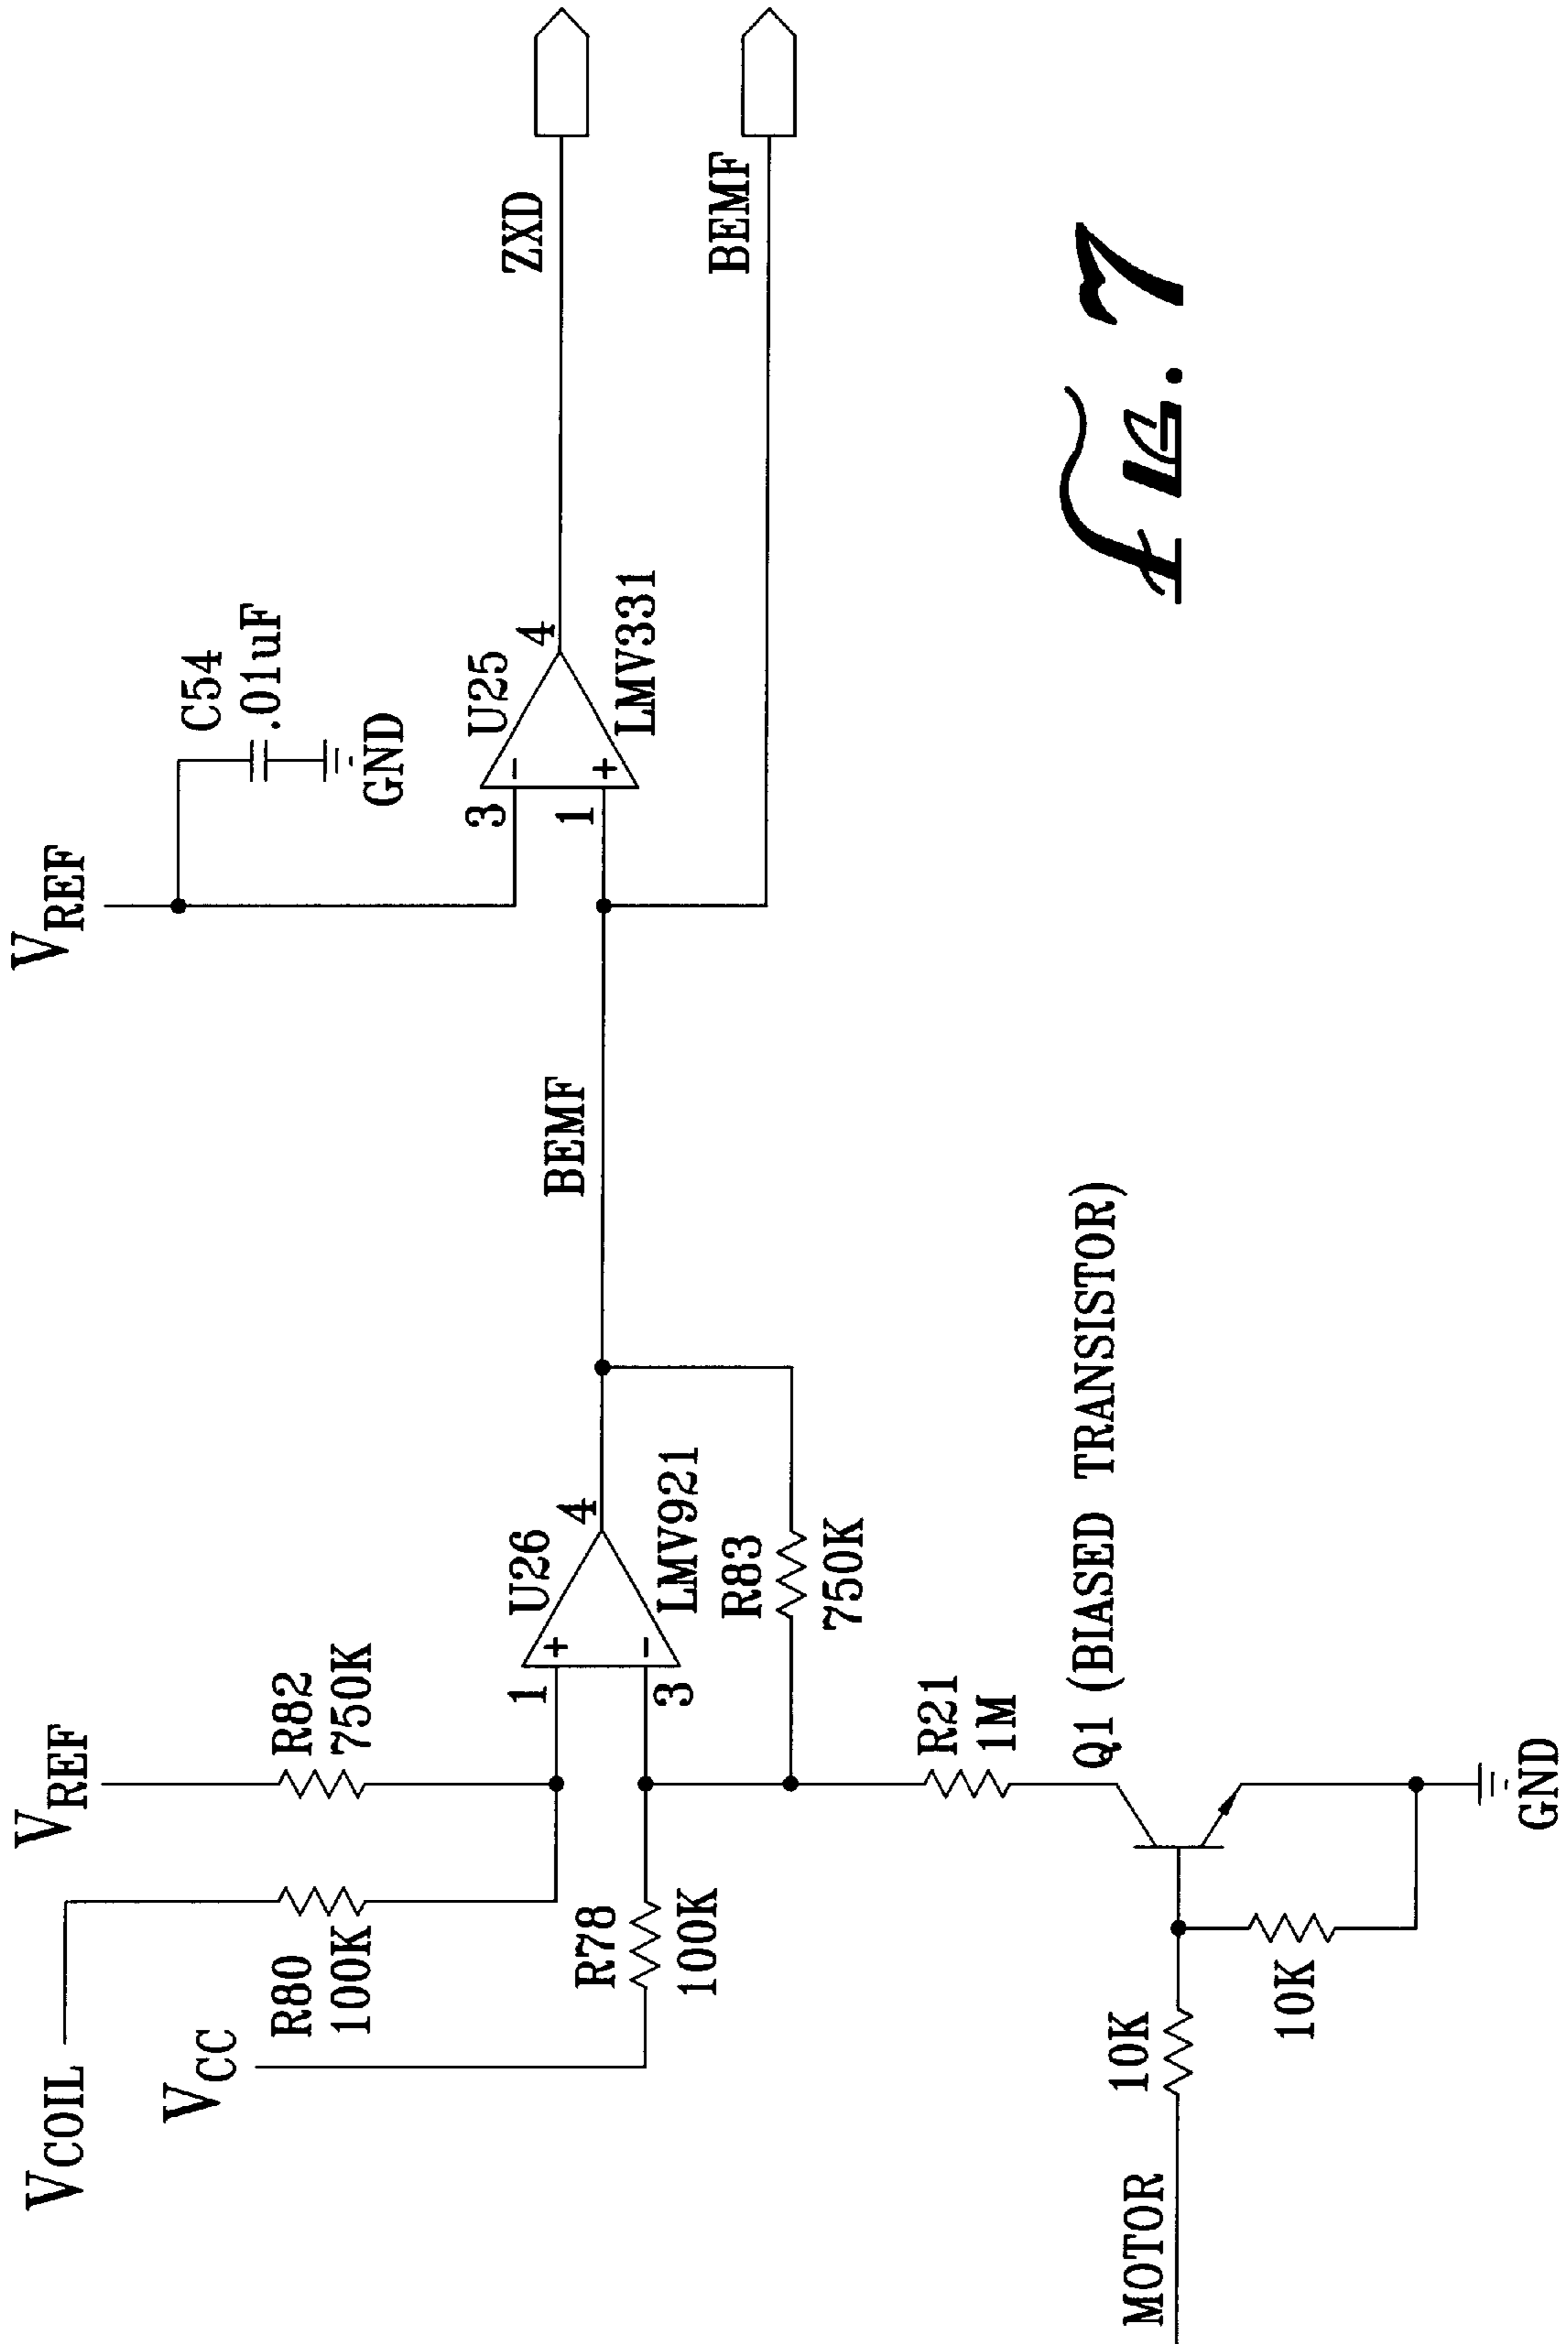 VREF
C54
.01uF
GND
ZXD
3
U25
4
1
LMV331
BEMF
BEMF
VCOIL
VCC
VREF
R80
100K
R82
750K
1
U26
4
R78
100K
3
LMV921
R83
750K
R21
1M
Q1 (BIASED TRANSISTOR)
MOTOR
10K
10K
GND
+
-
-
+
FIG. 7